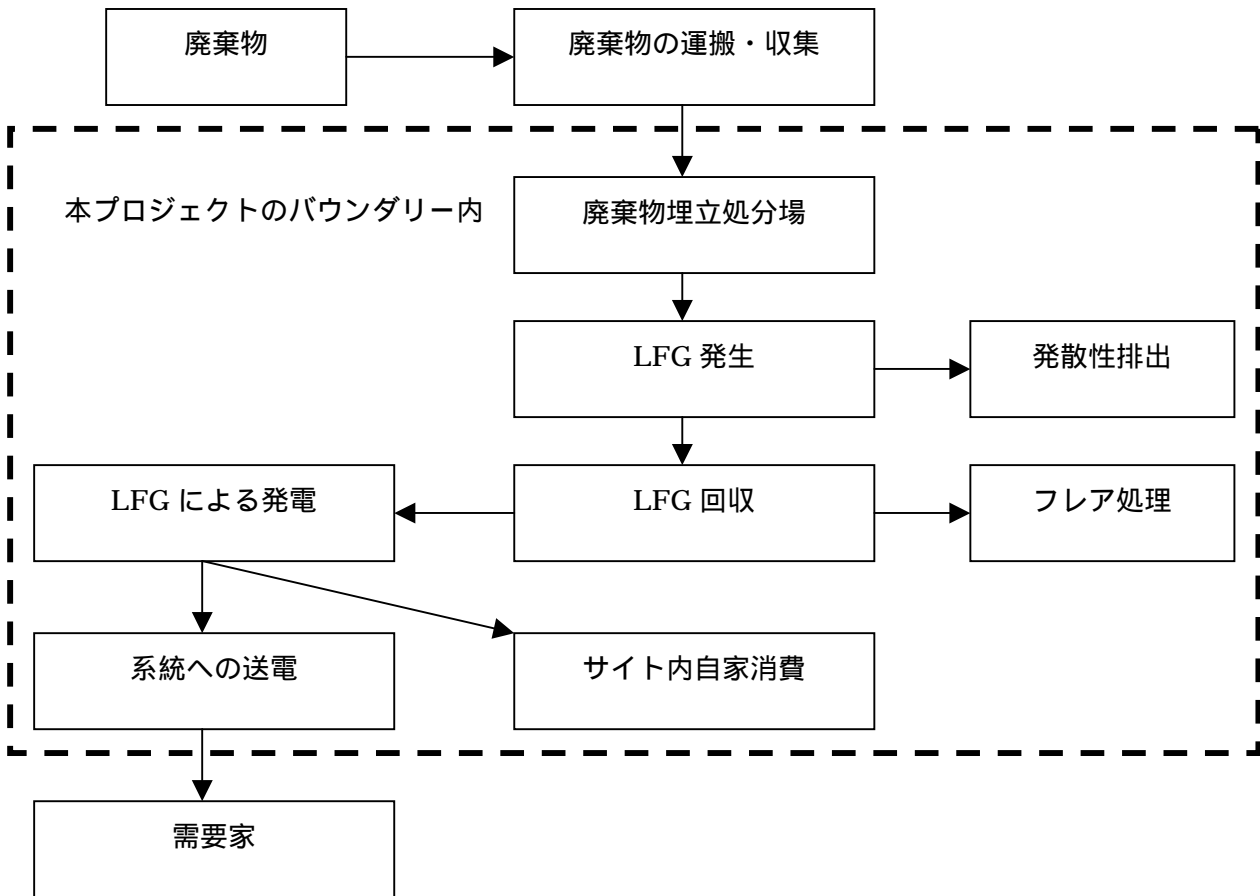 廃棄物
廃棄物の運搬・収集
本プロジェクトのバウンダリー内
廃棄物埋立処分場
LFG 発生
発散性排出
LFG による発電
LFG 回収
フレア処理
系統への送電
サイト内自家消費
需要家